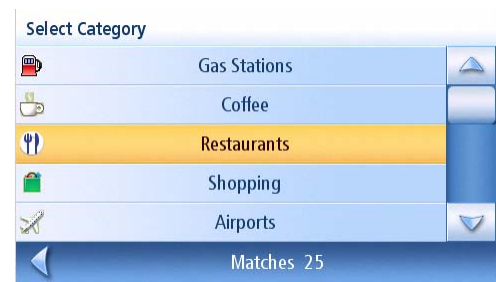 Select Category
Gas Stations
Coffee
Restaurants
Shopping
Airports
Matches 25